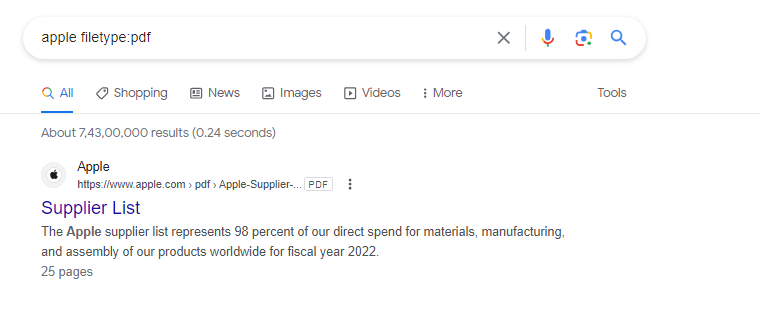 apple filetype:pdf
All Shopping News Images Videos More Tools
About 7,43,00,000 results (0.24 seconds)
Apple
https://www.apple.com › pdf › Apple-Supplier-... PDF
Supplier List
The Apple supplier list represents 98 percent of our direct spend for materials, manufacturing,
and assembly of our products worldwide for fiscal year 2022.
25 pages